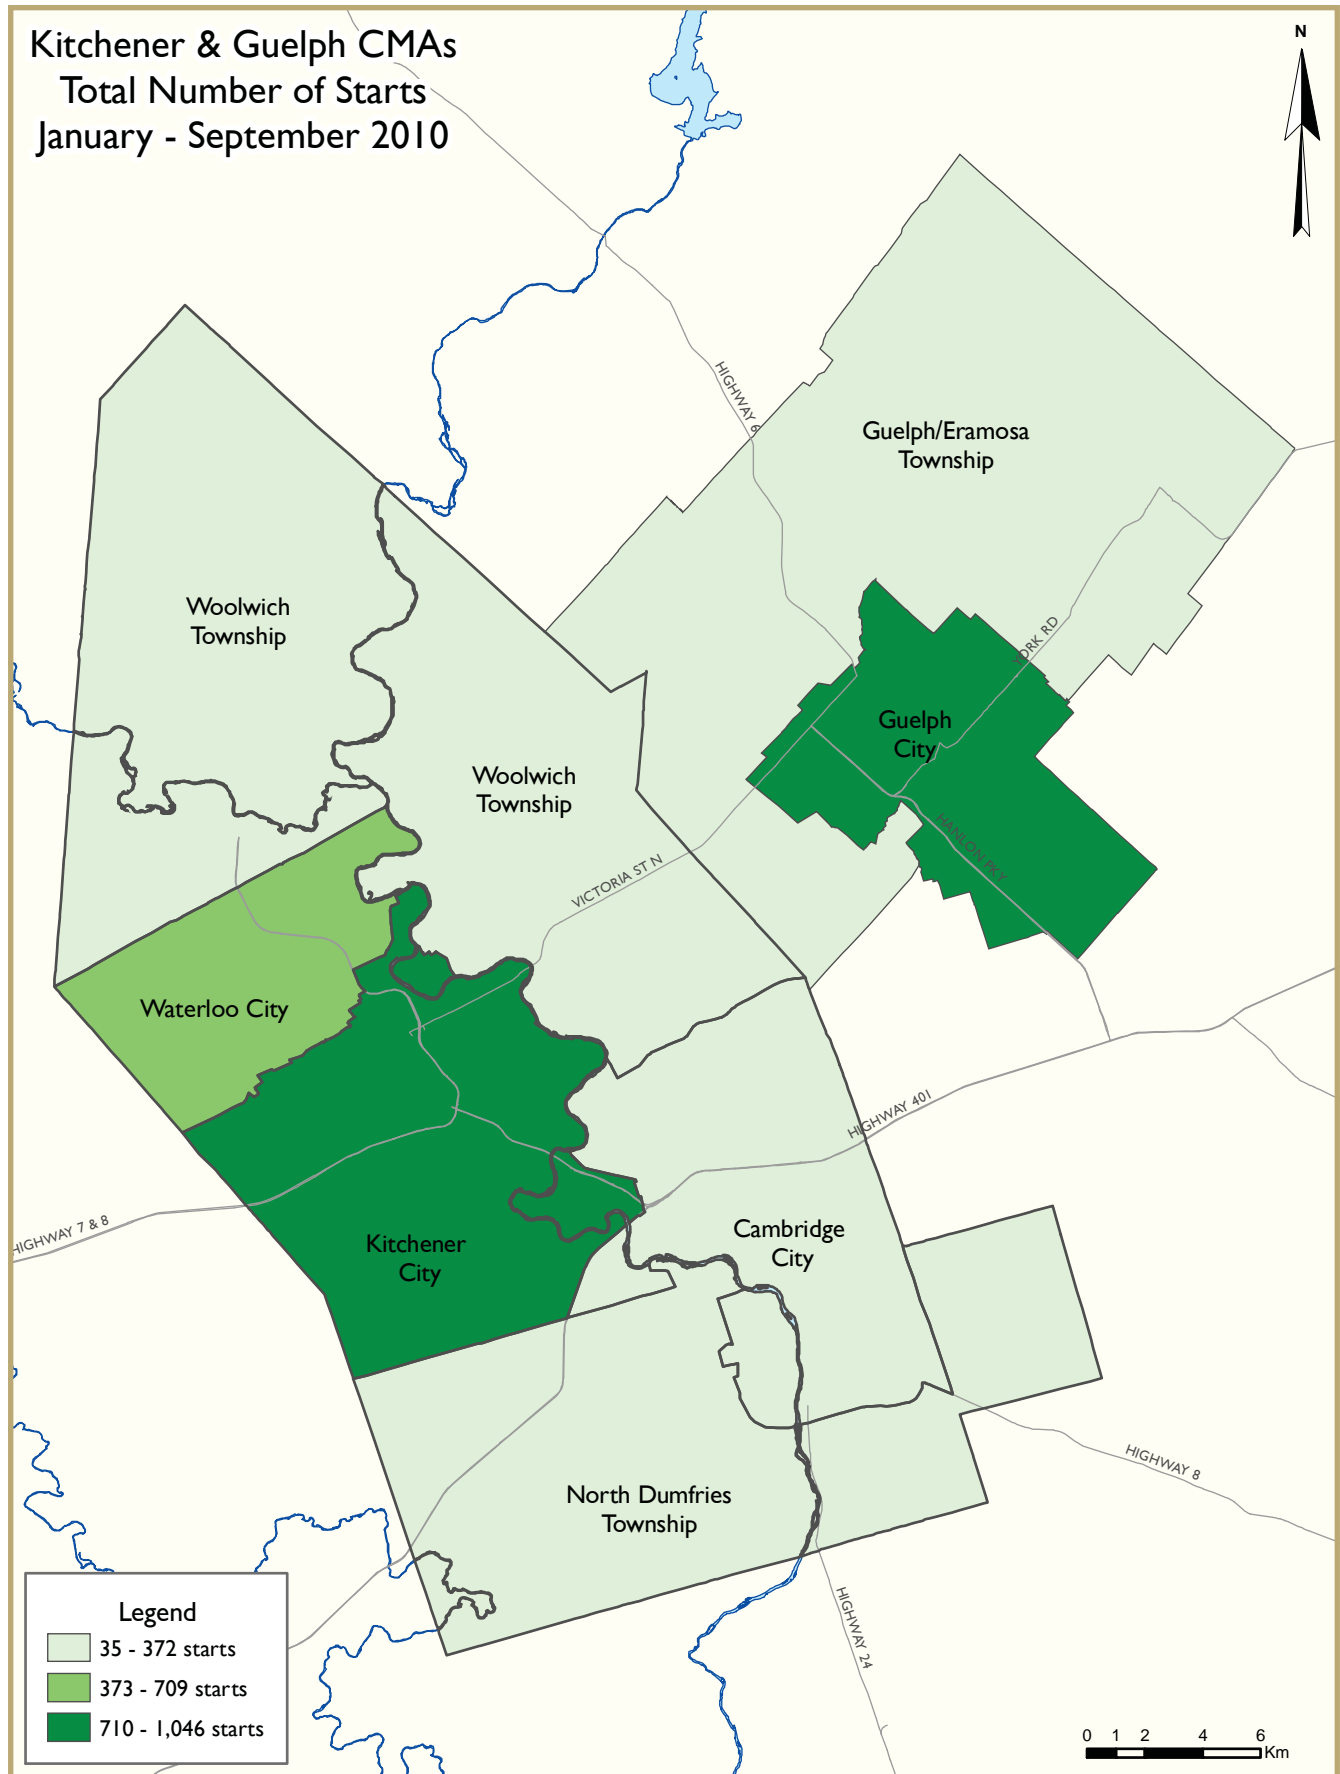 Kitchener & Guelph CMAs
Total Number of Starts
January - September 2010
N
HIGHWAY 6
Guelph/Eramosa
Township
Woolwich
Township
YORK RD
Guelph
City
Woolwich
Township
HANLON PKY
VICTORIA ST N
Waterloo City
HIGHWAY 401
HIGHWAY 7 & 8
Kitchener
City
Cambridge
City
HIGHWAY 8
North Dumfries
Township
HIGHWAY 24
Legend
35 - 372 starts
373 - 709 starts
710 - 1,046 starts
0 1 2 4 6
Km